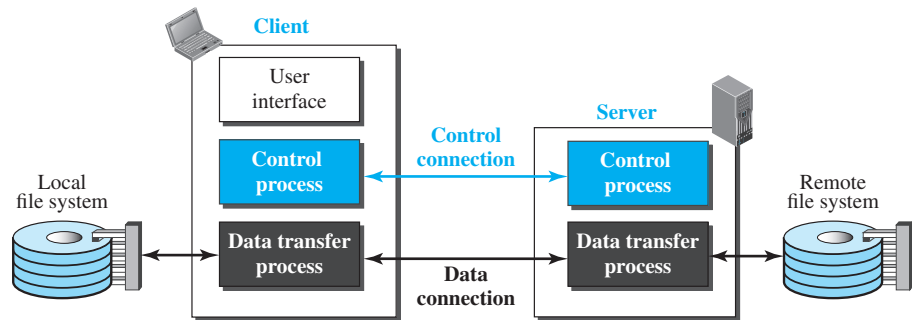 Client
User
interface
Control
process
Data transfer
process
Local
file system
Control
connection
Data
connection
Server
Control
process
Data transfer
process
Remote
file system